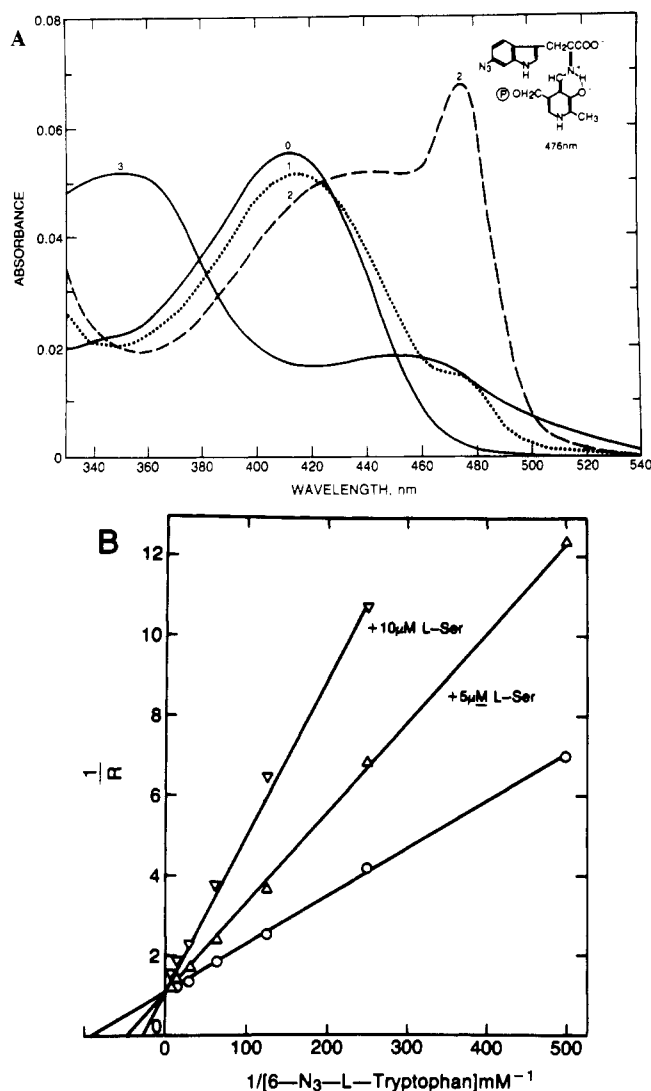 A
0.08
0.06
0.04
0.02
0
ABSORBANCE
3
0
1
2
2
N₃
N
H
CH₂CCOO⁻
HC
N⁺
H
Ⓟ OH₂C
O⁻
N
H
CH₃
476nm
340 360 380 400 420 440 460 480 500 520 540
WAVELENGTH, nm
B
12
10
8
6
4
2
0
1/R
+10μM L-Ser
+5μM L-Ser
0 100 200 300 400 500
1/[6—N₃—L—Tryptophan]mM⁻¹